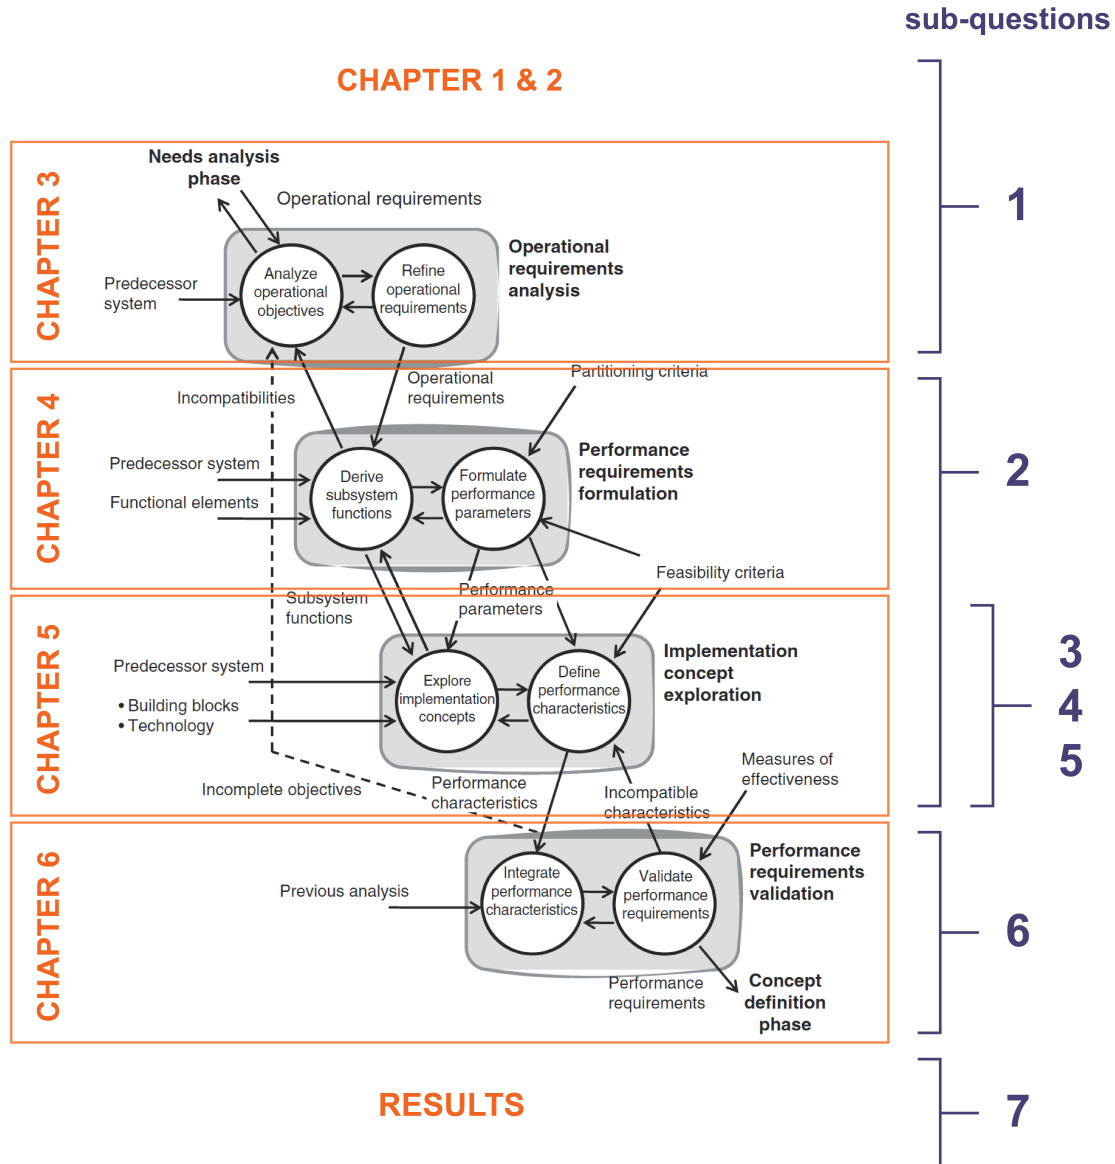 sub-questions
CHAPTER 1 & 2
1
CHAPTER 3
Needs analysis
phase
Operational requirements
Predecessor
system
Analyze
operational
objectives
Refine
operational
requirements
Operational
requirements
analysis
CHAPTER 4
2
Incompatibilities
Operational
requirements
Partitioning criteria
Predecessor system
Functional elements
Derive
subsystem
functions
Formulate
performance
parameters
Performance
requirements
formulation
Feasibility criteria
CHAPTER 5
3
4
5
Subsystem
functions
Performance
parameters
Predecessor system
• Building blocks
• Technology
Explore
implementation
concepts
Define
performance
characteristics
Implementation
concept
exploration
Incomplete objectives
Performance
characteristics
Incompatible
characteristics
Measures of
effectiveness
CHAPTER 6
6
Previous analysis
Integrate
performance
characteristics
Validate
performance
requirements
Performance
requirements
validation
Performance
requirements
Concept
definition
phase
RESULTS
7